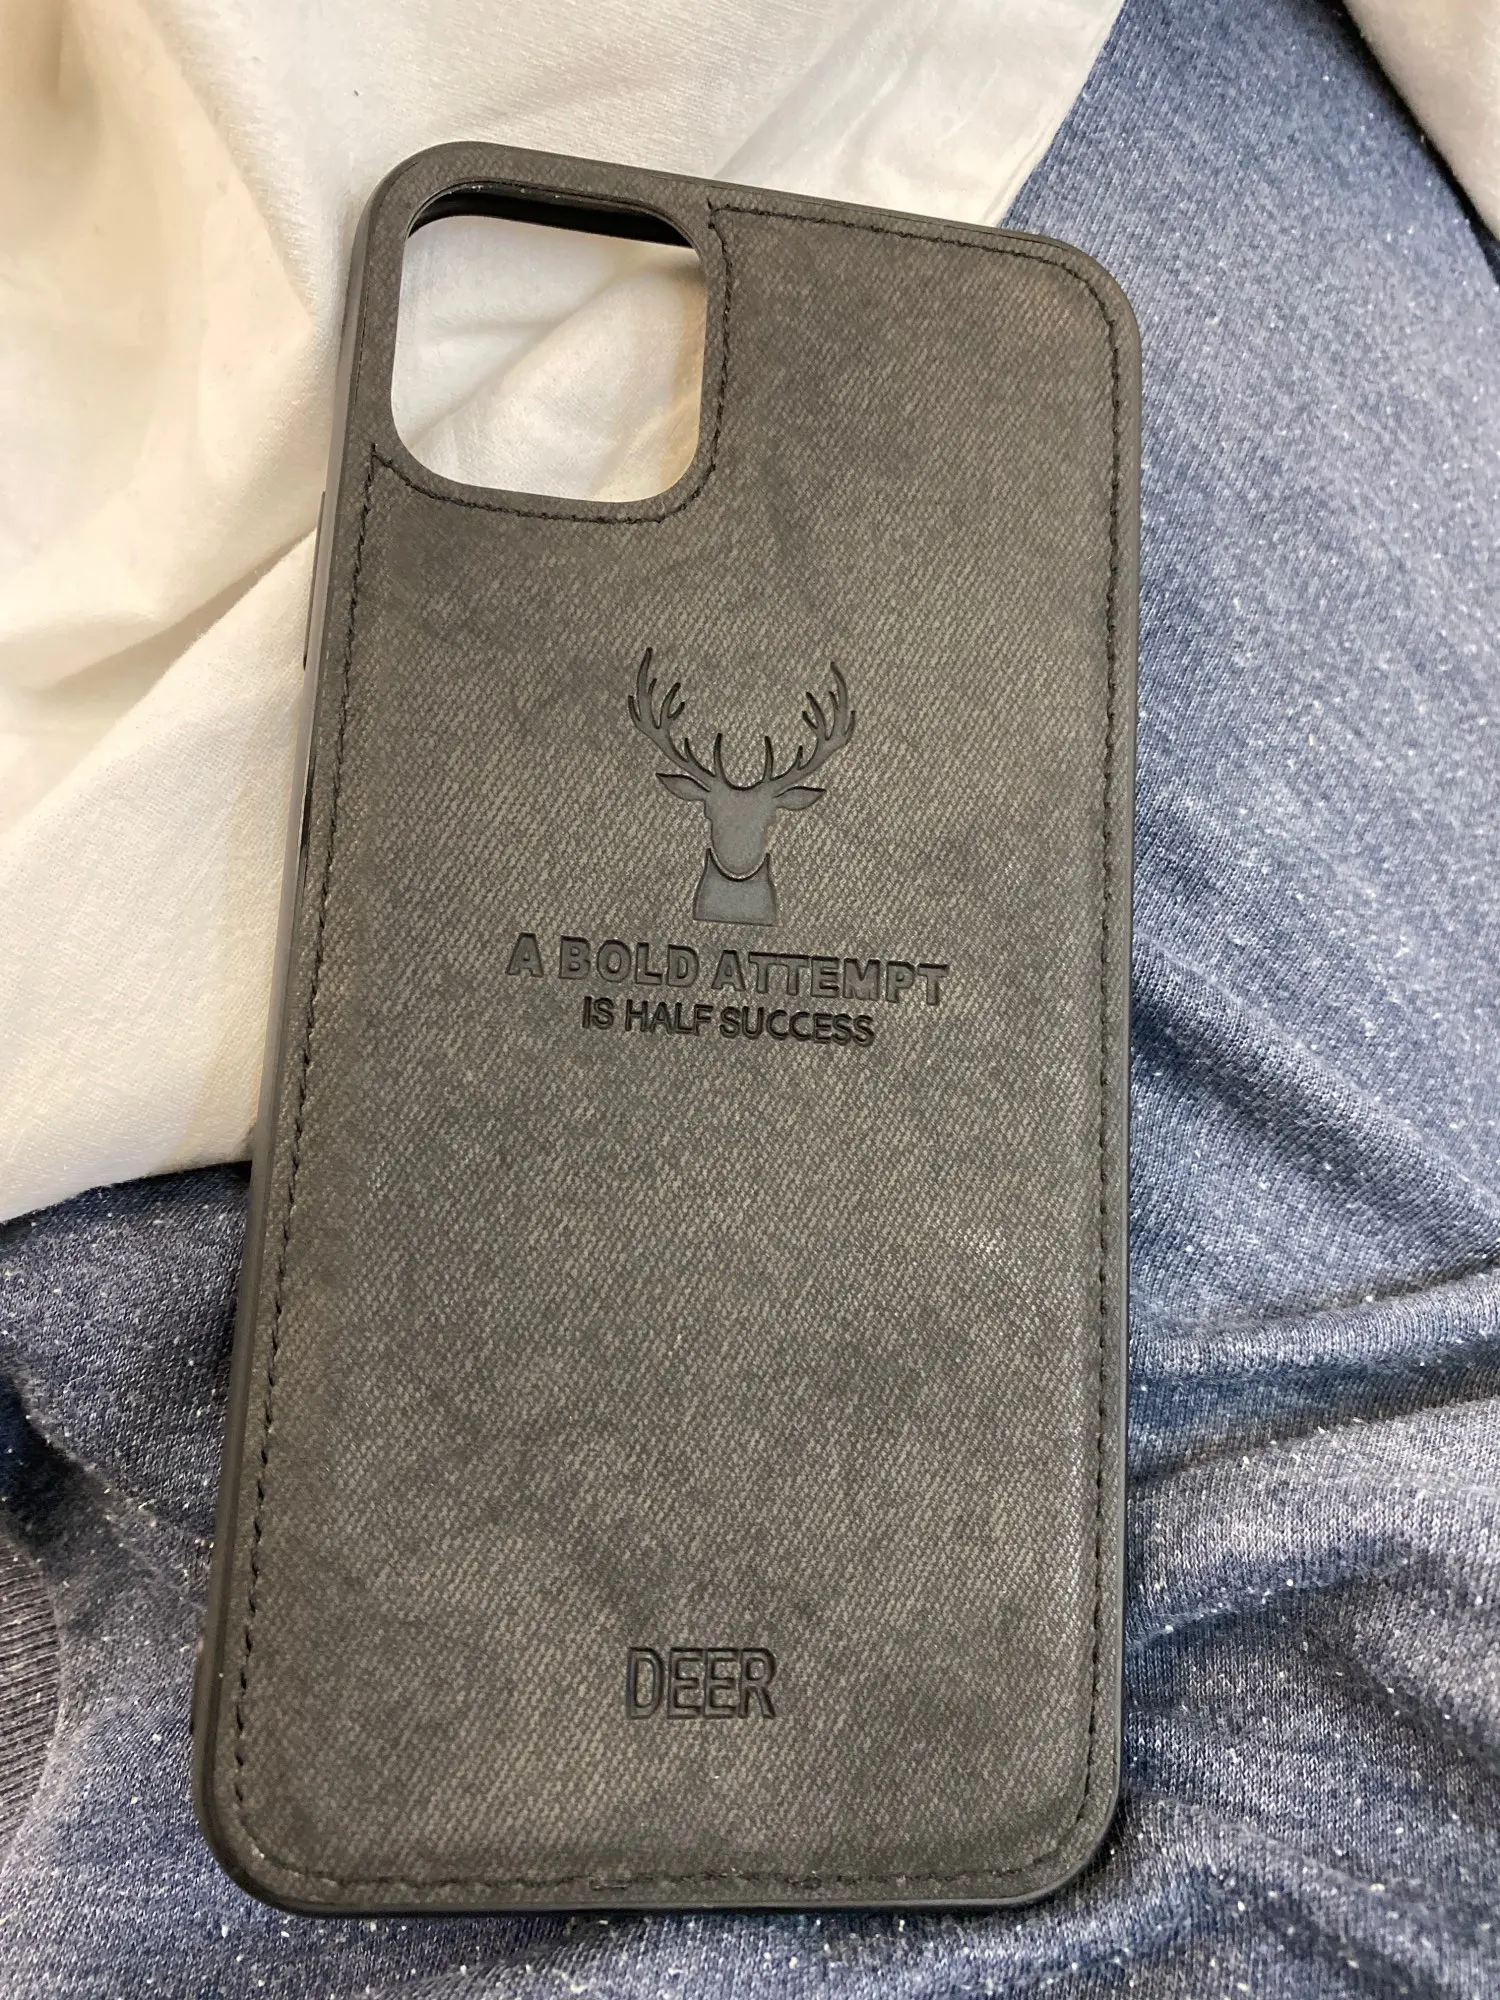 A BOLD ATTEMPT
IS HALF SUCCESS
DEER